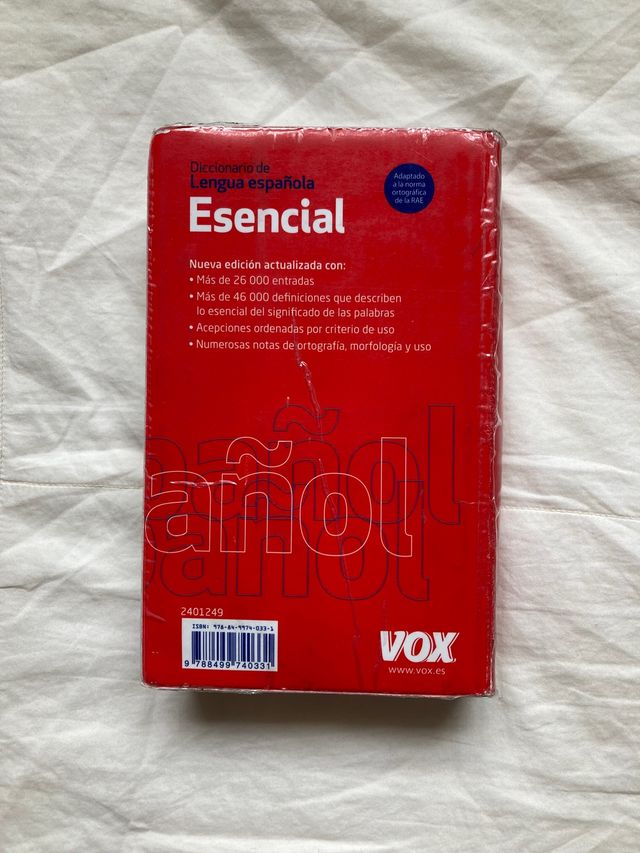 Diccionario de
Lengua española
Esencial
Adaptado
a la norma
ortográfica
de la RAE
Nueva edición actualizada con:
• Más de 26 000 entradas
• Más de 46 000 definiciones que describen
lo esencial del significado de las palabras
• Acepciones ordenadas por criterio de uso
• Numerosas notas de ortografía, morfología y uso
pañol
añol
pañol
2401249
ISBN: 978-84-9974-033-1
9 788499 740331
VOX
www.vox.es